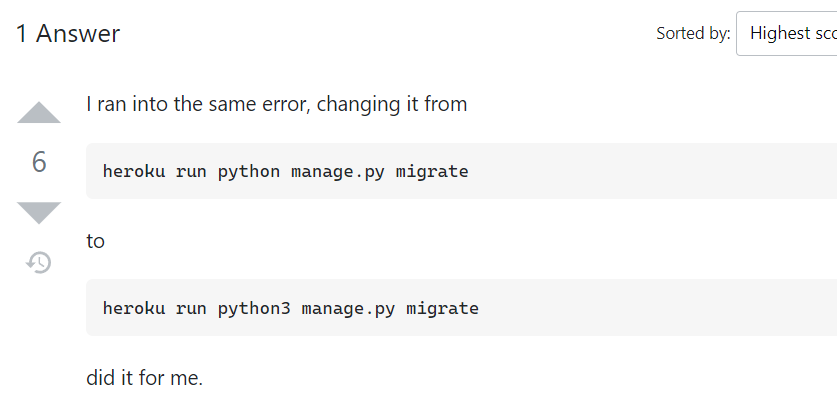 1 Answer
Sorted by: Highest sco
I ran into the same error, changing it from
6
heroku run python manage.py migrate
to
heroku run python3 manage.py migrate
did it for me.